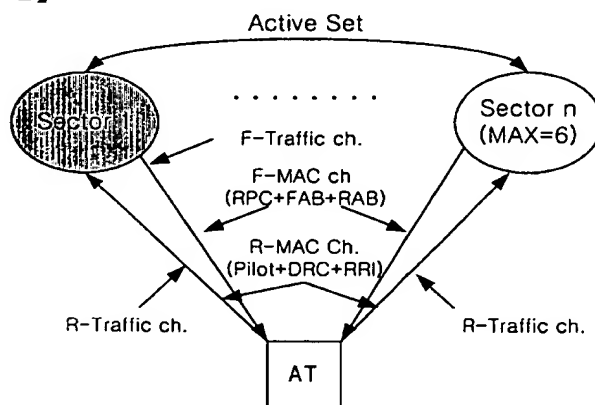 Active Set
. . . . . . . .
Sector
Sector n
(MAX=6)
F-Traffic ch.
F-MAC ch
(RPC+FAB+RAB)
R-MAC Ch.
(Pilot+DRC+RRI)
R-Traffic ch.
R-Traffic ch.
AT